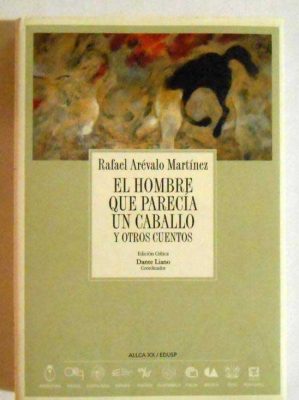 Rafael Arévalo Martínez
EL HOMBRE
QUE PARECÍA
UN CABALLO
Y OTROS CUENTOS
Edición Crítica
Dante Liano
Coordinador
ALLCA XX / EDUSP